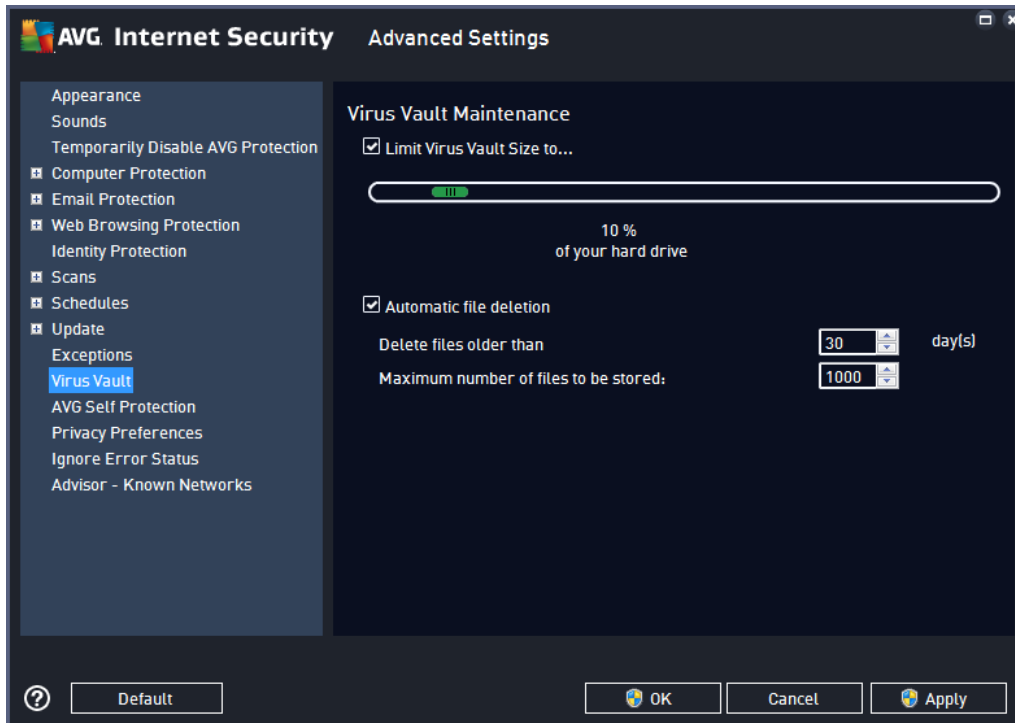 AVG. Internet Security Advanced Settings
Appearance
Sounds
Temporarily Disable AVG Protection
Computer Protection
Email Protection
Web Browsing Protection
Identity Protection
Scans
Schedules
Update
Exceptions
Virus Vault
AVG Self Protection
Privacy Preferences
Ignore Error Status
Advisor - Known Networks
Virus Vault Maintenance
Limit Virus Vault Size to...
10 %
of your hard drive
Automatic file deletion
Delete files older than 30 day(s)
Maximum number of files to be stored: 1000
? Default OK Cancel Apply